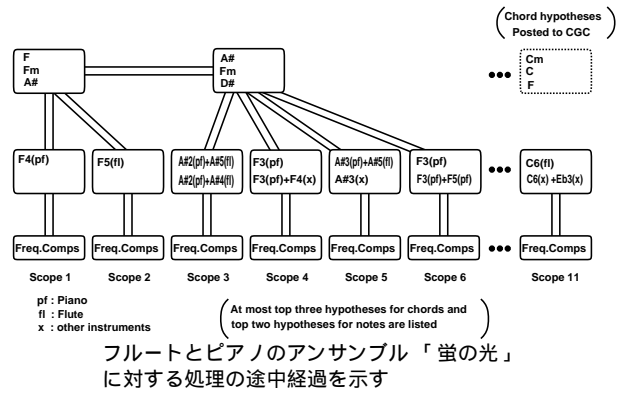 Chord hypotheses
Posted to CGC
F
Fm
A#
A#
Fm
D#
Cm
C
F
F4(pf)
F5(fl)
A#2(pf)+A#5(fl)
A#2(pf)+A#4(fl)
F3(pf)
F3(pf)+F4(x)
A#3(pf)+A#5(fl)
A#3(x)
F3(pf)
F3(pf)+F5(pf)
C6(fl)
C6(x) +Eb3(x)
Freq.Comps
Freq.Comps
Freq.Comps
Freq.Comps
Freq.Comps
Freq.Comps
Freq.Comps
Scope 1
Scope 2
Scope 3
Scope 4
Scope 5
Scope 6
Scope 11
pf : Piano
fl : Flute
x : other instruments
At most top three hypotheses for chords and
top two hypotheses for notes are listed
フルートとピアノのアンサンブル「蛍の光」
に対する処理の途中経過を示す